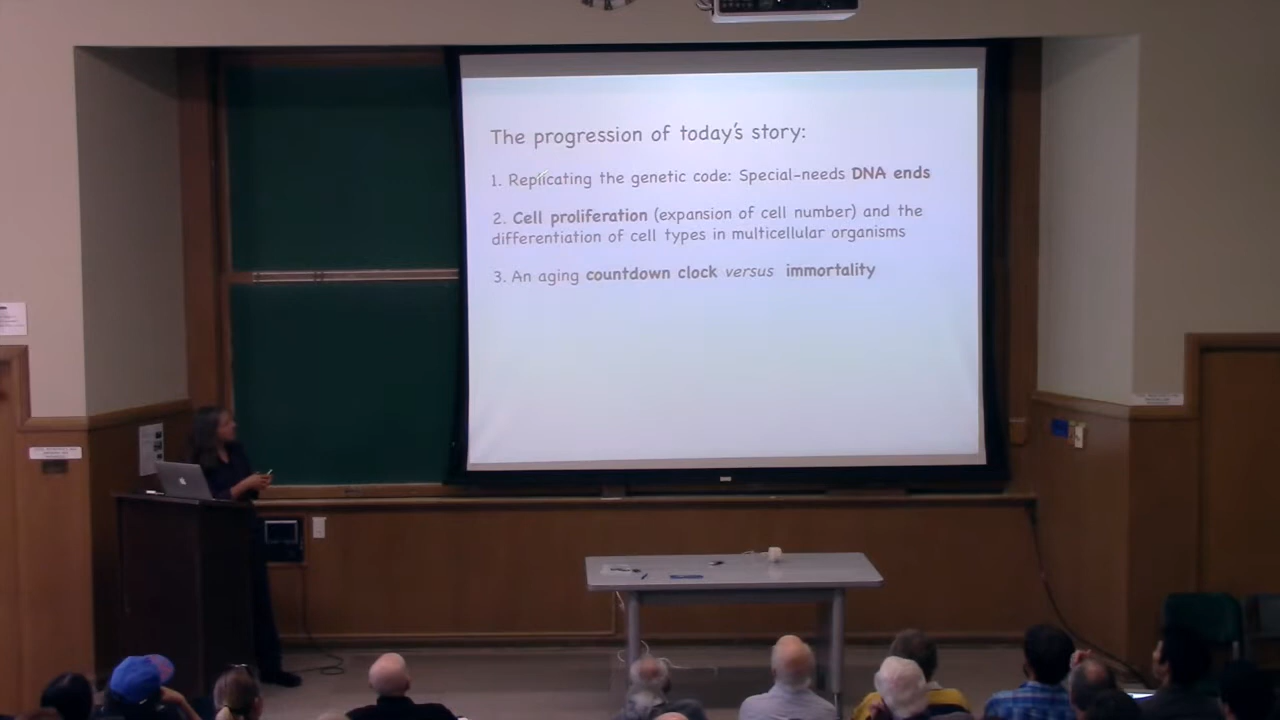 The progression of today's story:
1. Replicating the genetic code: Special-needs DNA ends
2. Cell proliferation (expansion of cell number) and the
differentiation of cell types in multicellular organisms
3. An aging countdown clock versus immortality